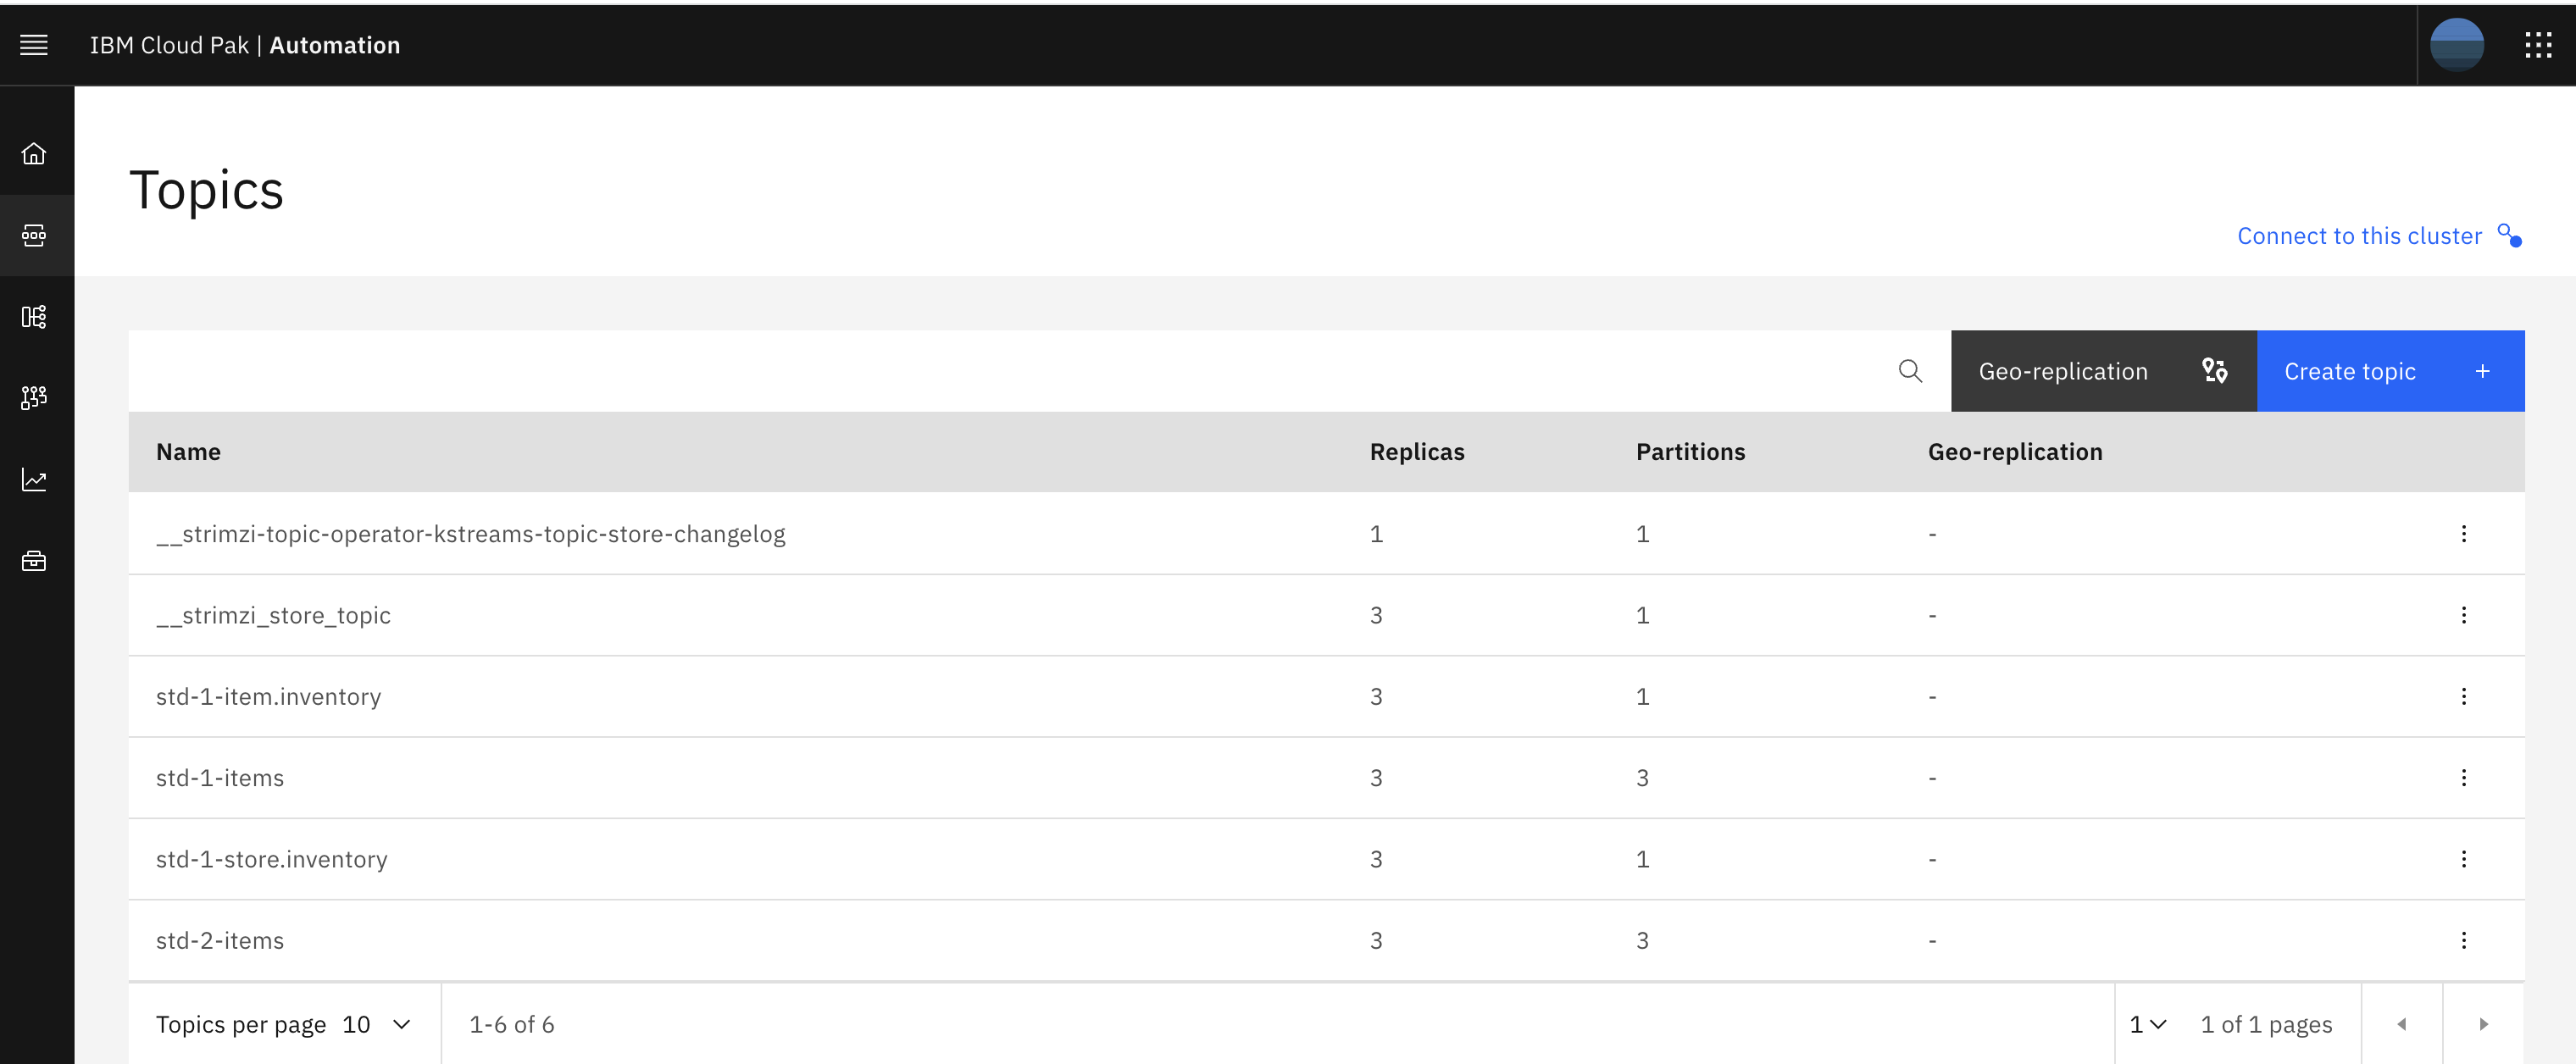 IBM Cloud Pak | Automation
Topics
Connect to this cluster
Geo-replication
Create topic +
Name Replicas Partitions Geo-replication
__strimzi-topic-operator-kstreams-topic-store-changelog 1 1 -
__strimzi_store_topic 3 1 -
std-1-item.inventory 3 1 -
std-1-items 3 3 -
std-1-store.inventory 3 1 -
std-2-items 3 3 -
Topics per page 10 1-6 of 6 1 1 of 1 pages